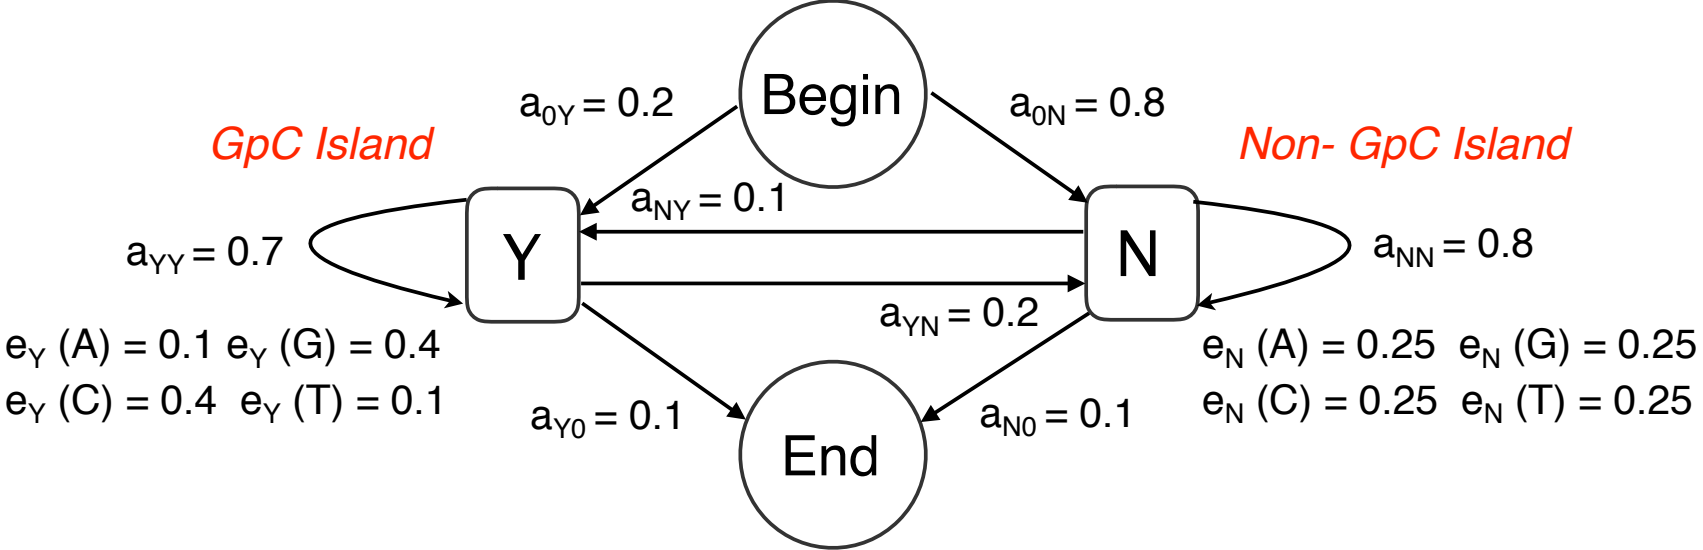 Begin
a0Y = 0.2
a0N = 0.8
GpC Island
Non- GpC Island
aNY = 0.1
Y
N
aYY = 0.7
aNN = 0.8
aYN = 0.2
eY (A) = 0.1 eY (G) = 0.4
eY (C) = 0.4 eY (T) = 0.1
eN (A) = 0.25 eN (G) = 0.25
eN (C) = 0.25 eN (T) = 0.25
aY0 = 0.1
aN0 = 0.1
End